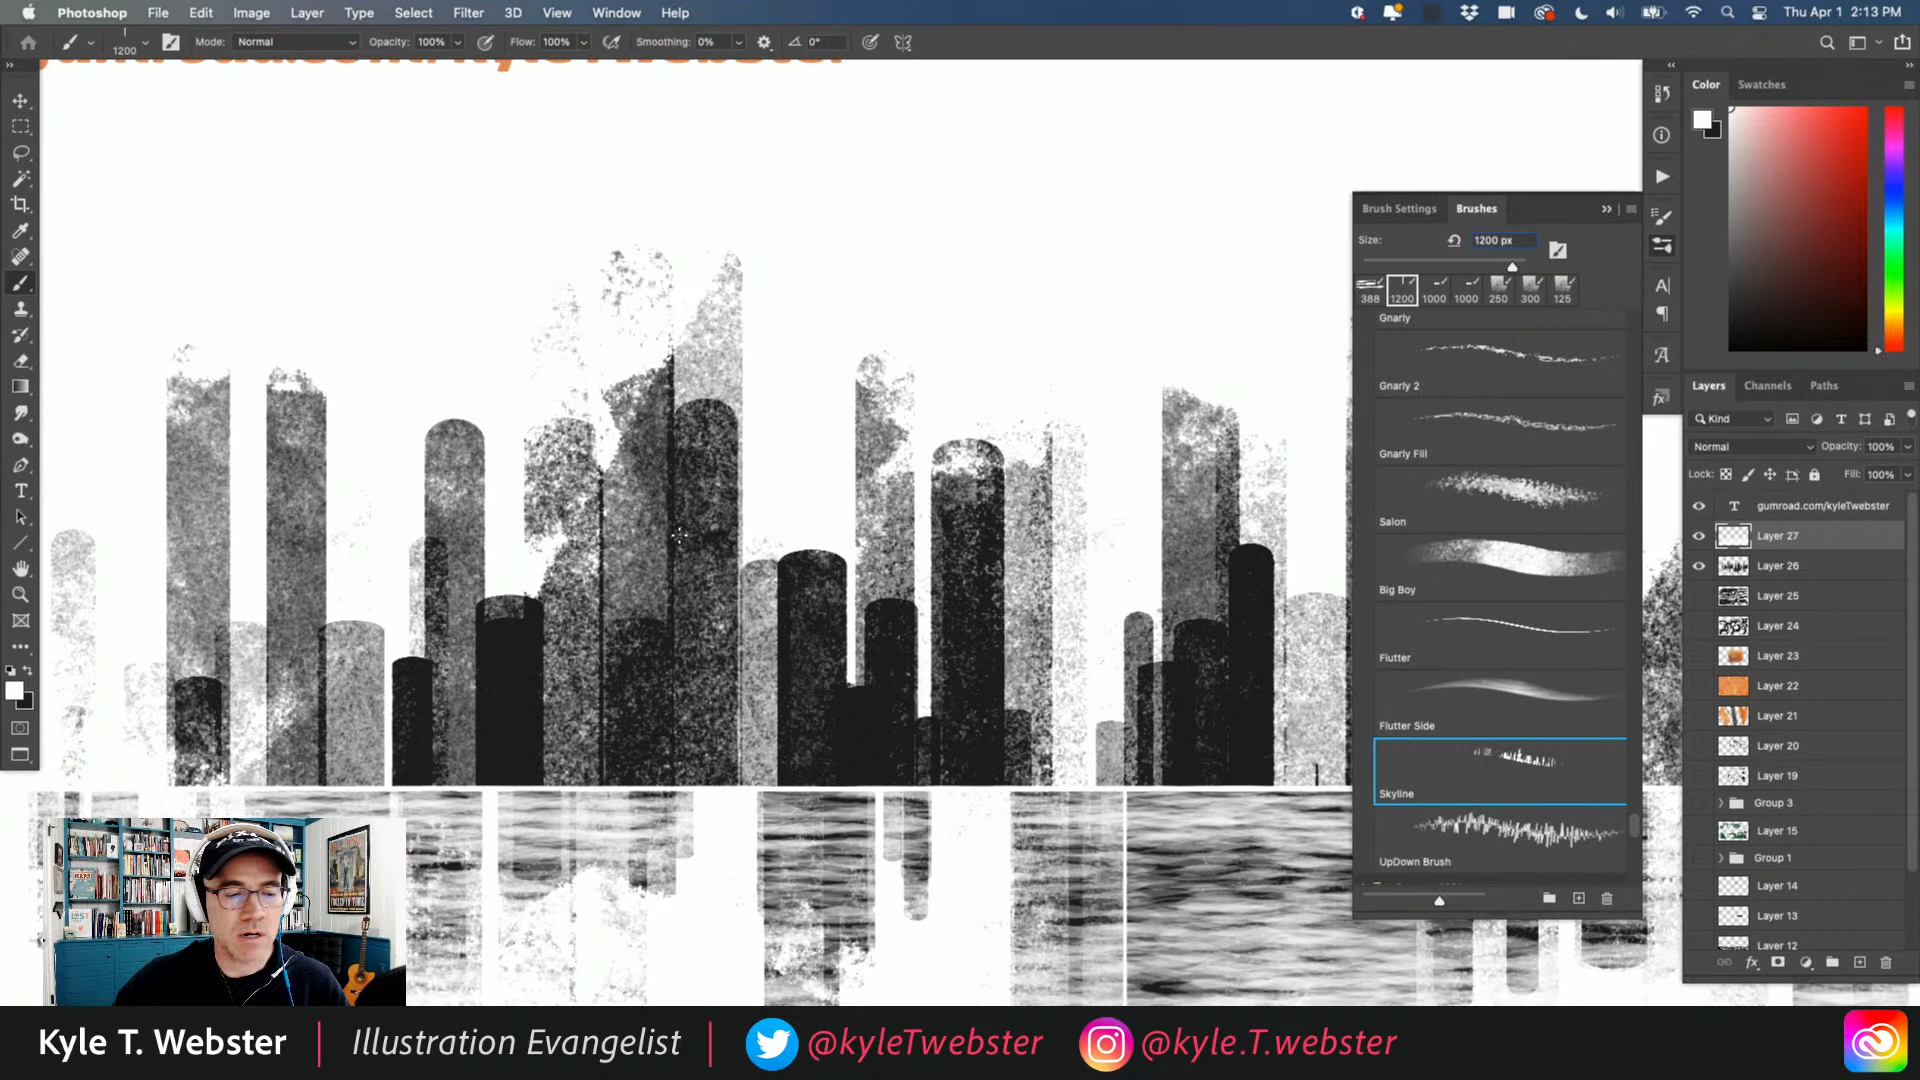 Photoshop File Edit Image Layer Type Select Filter 3D View Window Help Thu Apr 1 2:13 PM
1200 Mode: Normal Opacity: 100% Flow: 100% Smoothing: 0% 0°
gumroad.com/kyleTwebster
Color Swatches
Brush Settings Brushes
Size: 1200 px
388 1200 1000 1000 250 300 125
Gnarly
Gnarly 2
Gnarly Fill
Salon
Big Boy
Flutter
Flutter Side
Skyline
UpDown Brush
Layers Channels Paths
Kind
Normal Opacity: 100%
Lock: Fill: 100%
gumroad.com/kyleTwebster
Layer 27
Layer 26
Layer 25
Layer 24
Layer 23
Layer 22
Layer 21
Layer 20
Layer 19
Group 3
Layer 15
Group 1
Layer 14
Layer 13
Layer 12
Kyle T. Webster | Illustration Evangelist | @kyleTwebster @kyle.T.webster